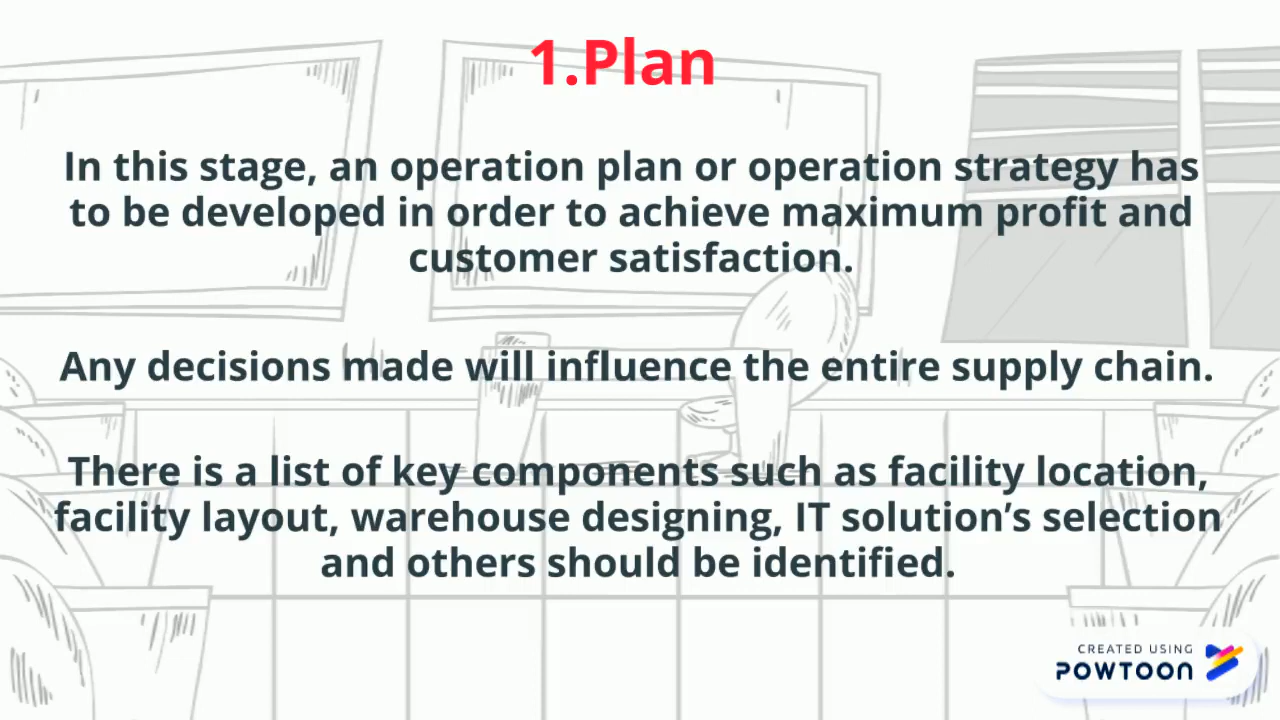 1.Plan
In this stage, an operation plan or operation strategy has
to be developed in order to achieve maximum profit and
customer satisfaction.
Any decisions made will influence the entire supply chain.
There is a list of key components such as facility location,
facility layout, warehouse designing, IT solution’s selection
and others should be identified.
CREATED USING
POWTOON